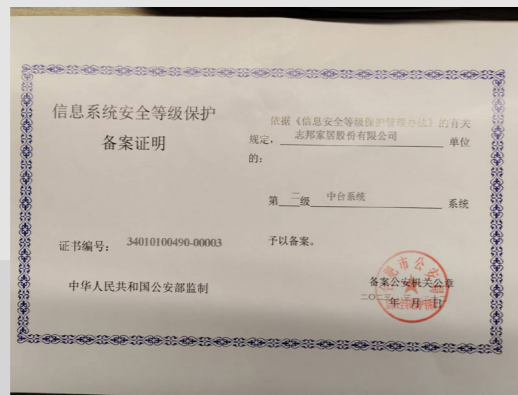 信息系统安全等级保护
备案证明
证书编号： 34010100490-00003
中华人民共和国公安部监制
依据《信息安全等级保护管理办法》的有关
规定， 志邦家居股份有限公司 单位
的：
第 二 级 中台系统 系统
予以备案。
备案公安机关公章
年 月 日